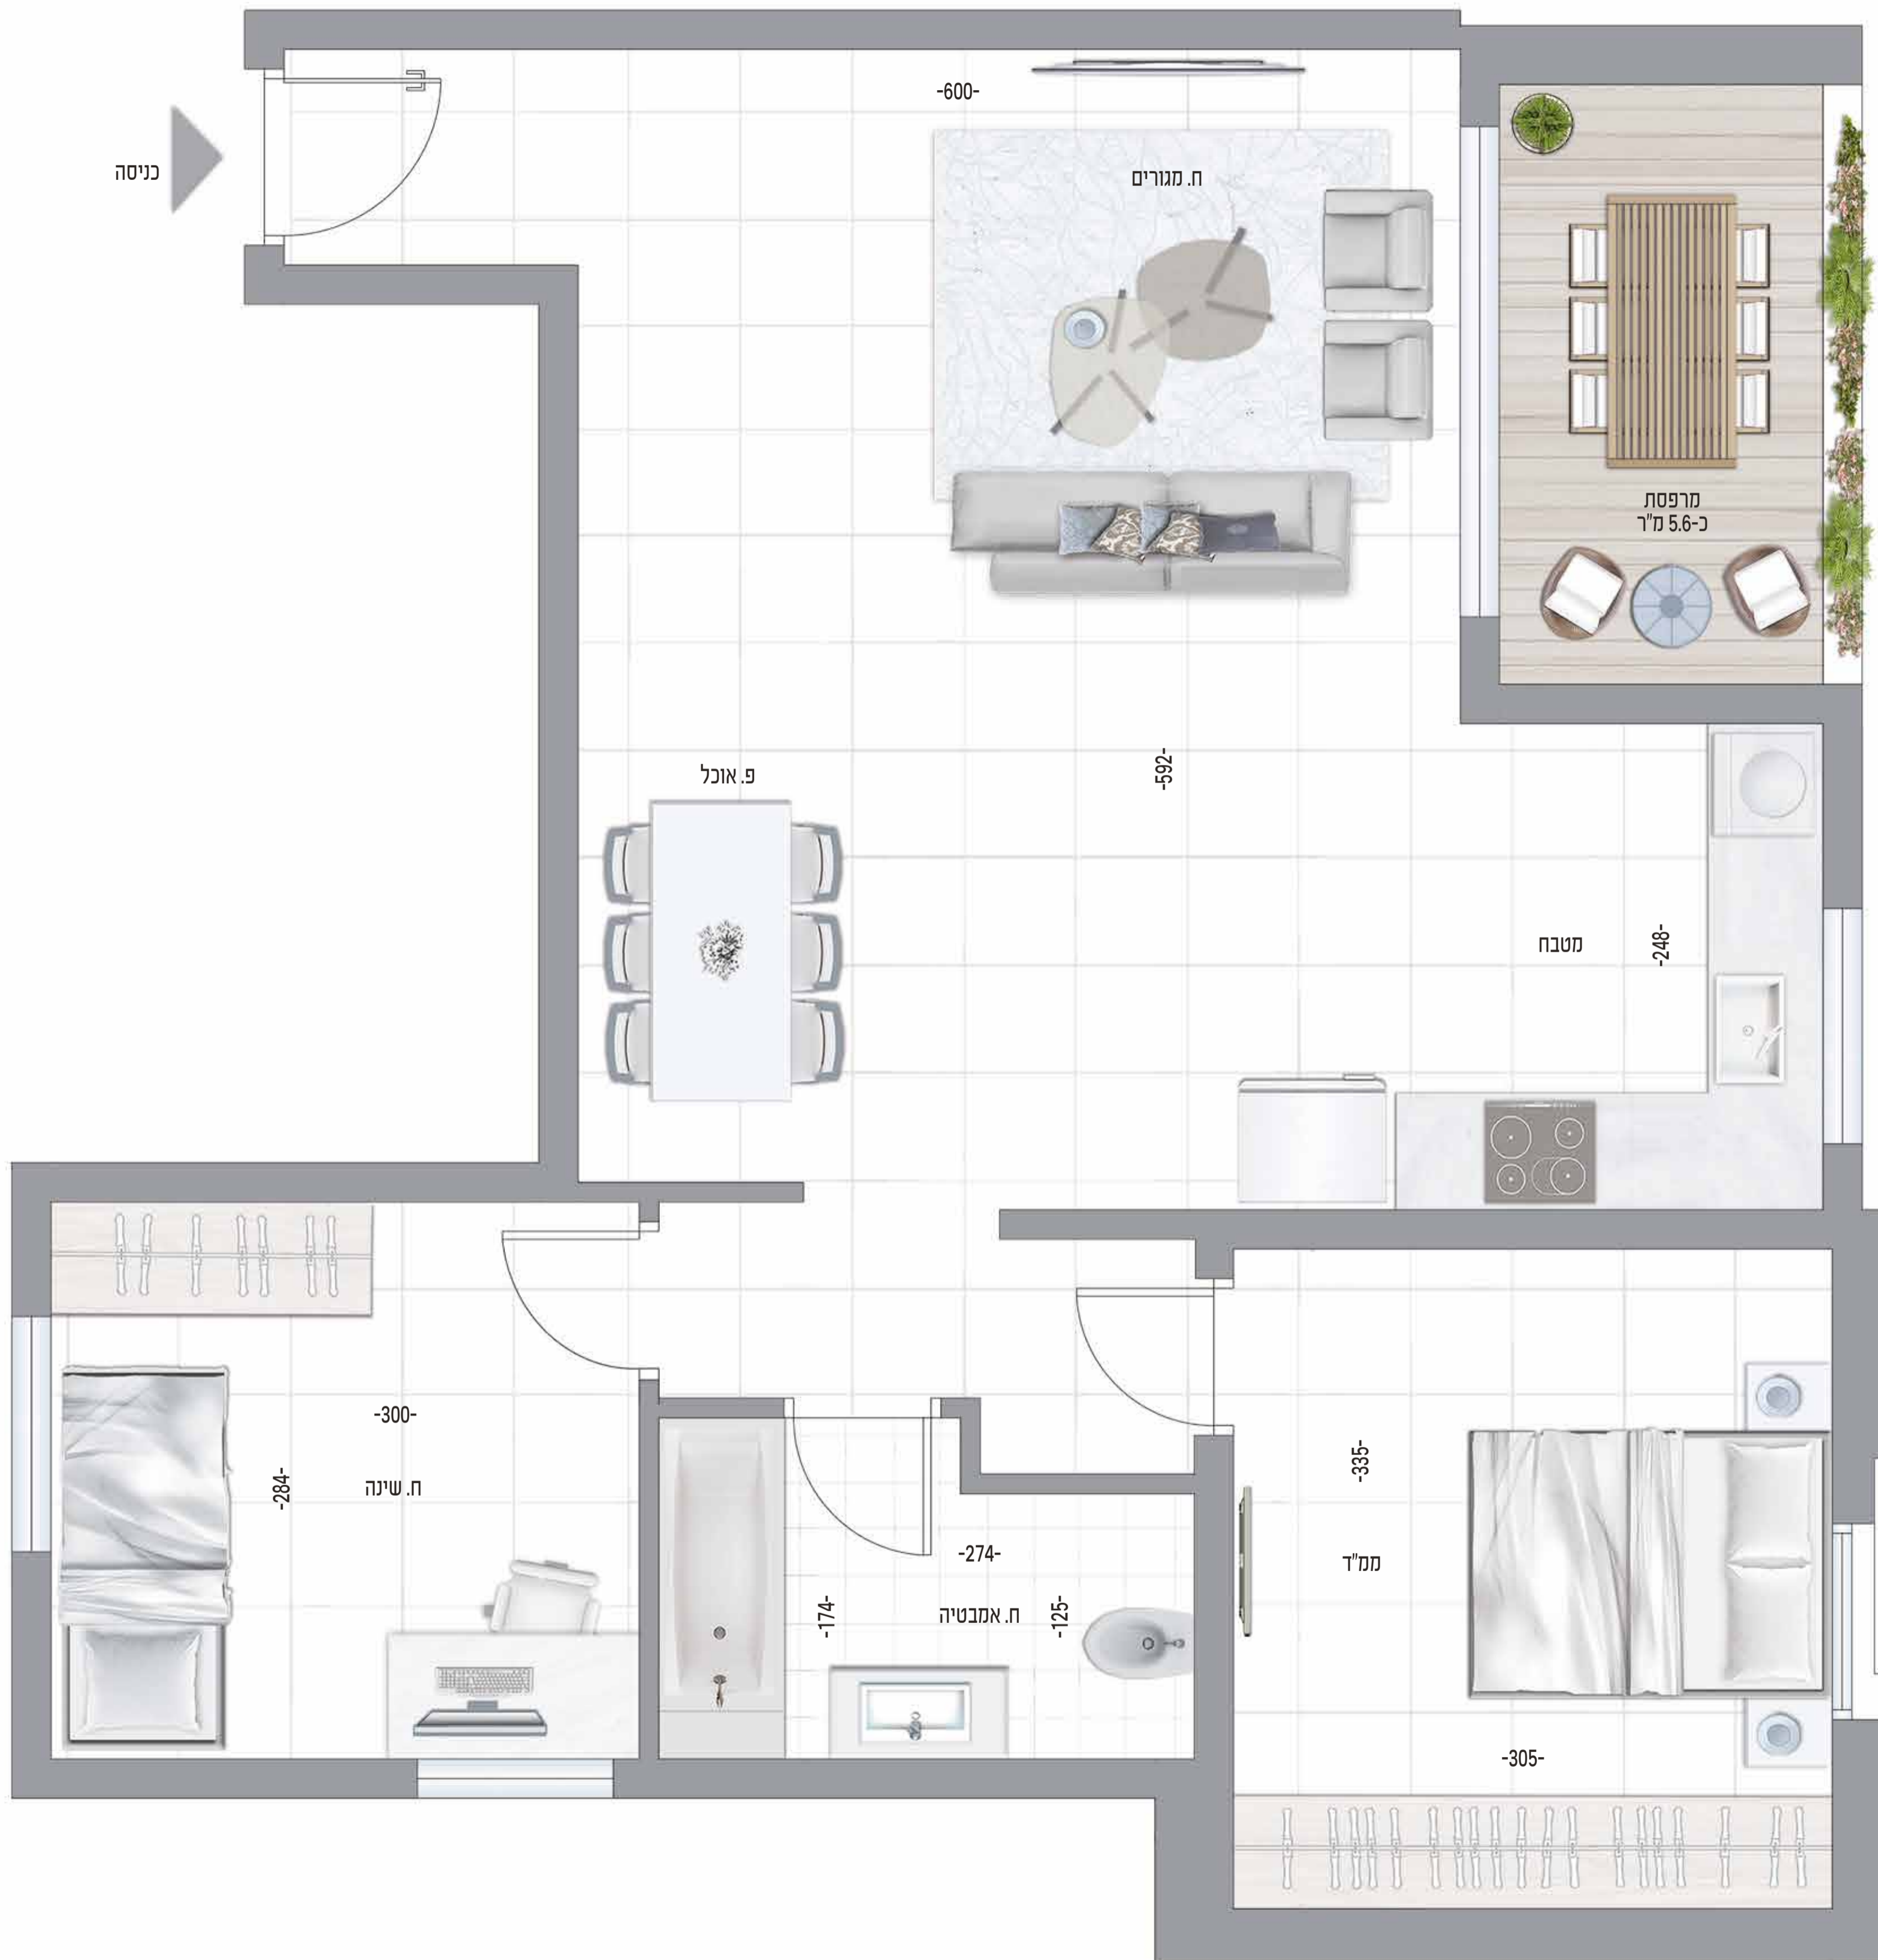 -600-
כניסה
ח. מגורים
מרפסת
כ-5.6 מ"ר
-592-
פ. אוכל
מטבח
-248-
-300-
-284-
ח. שינה
-335-
-274-
ממ"ד
-174-
ח. אמבטיה
-125-
-305-